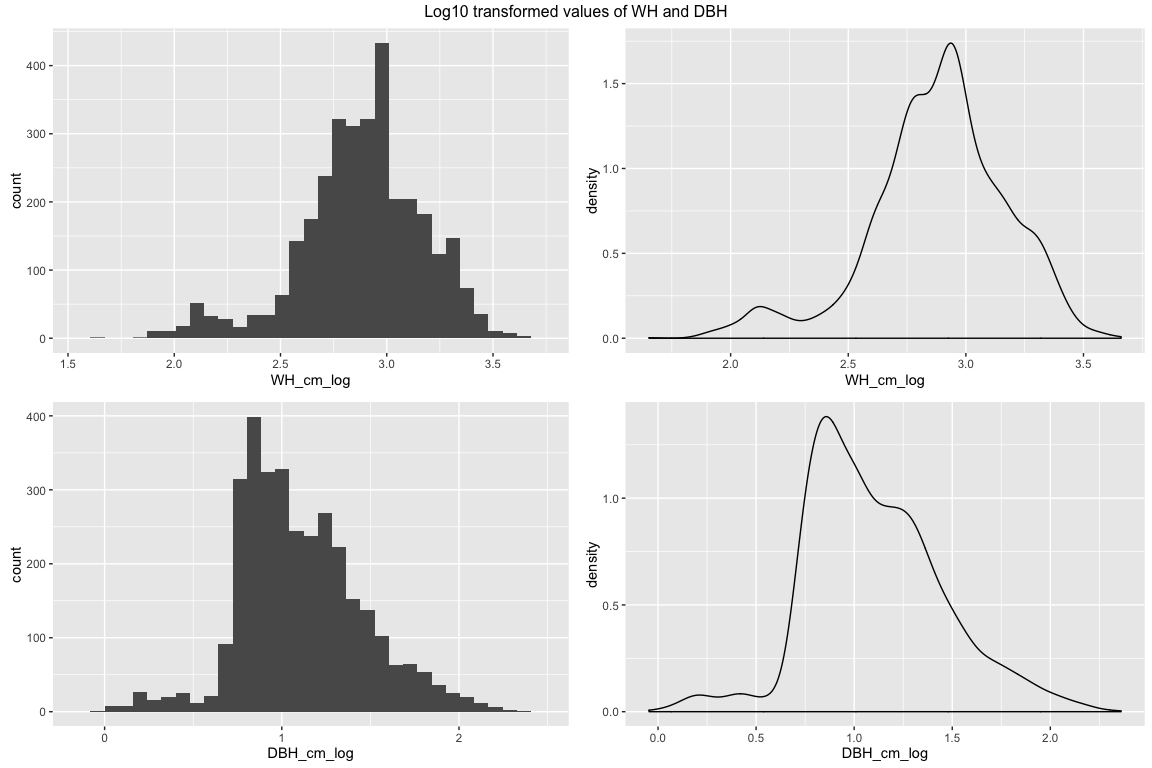 Log10 transformed values of WH and DBH
count
400
300
200
100
0
1.5 2.0 2.5 3.0 3.5
WH_cm_log
density
1.5
1.0
0.5
0.0
2.0 2.5 3.0 3.5
WH_cm_log
count
400
300
200
100
0
0 1 2
DBH_cm_log
density
1.0
0.5
0.0
0.0 0.5 1.0 1.5 2.0
DBH_cm_log